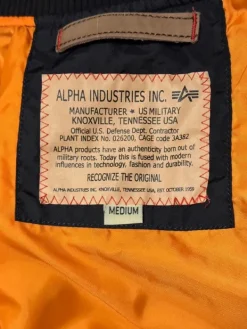 ALPHA INDUSTRIES INC.
MANUFACTURER ★ US MILITARY
KNOXVILLE, TENNESSEE USA
Official U.S. Defense Dept. Contractor
PLANT INDEX No. 026200, CAGE code 3A382
ALPHA products have an authenticity born out of
military roots. Today this is fused with modern
influences in technology, fashion and durability.
RECOGNIZE THE ORIGINAL
ALPHA INDUSTRIES INC. KNOXVILLE, TENNESSEE, USA EST. OCTOBER 1959
MEDIUM